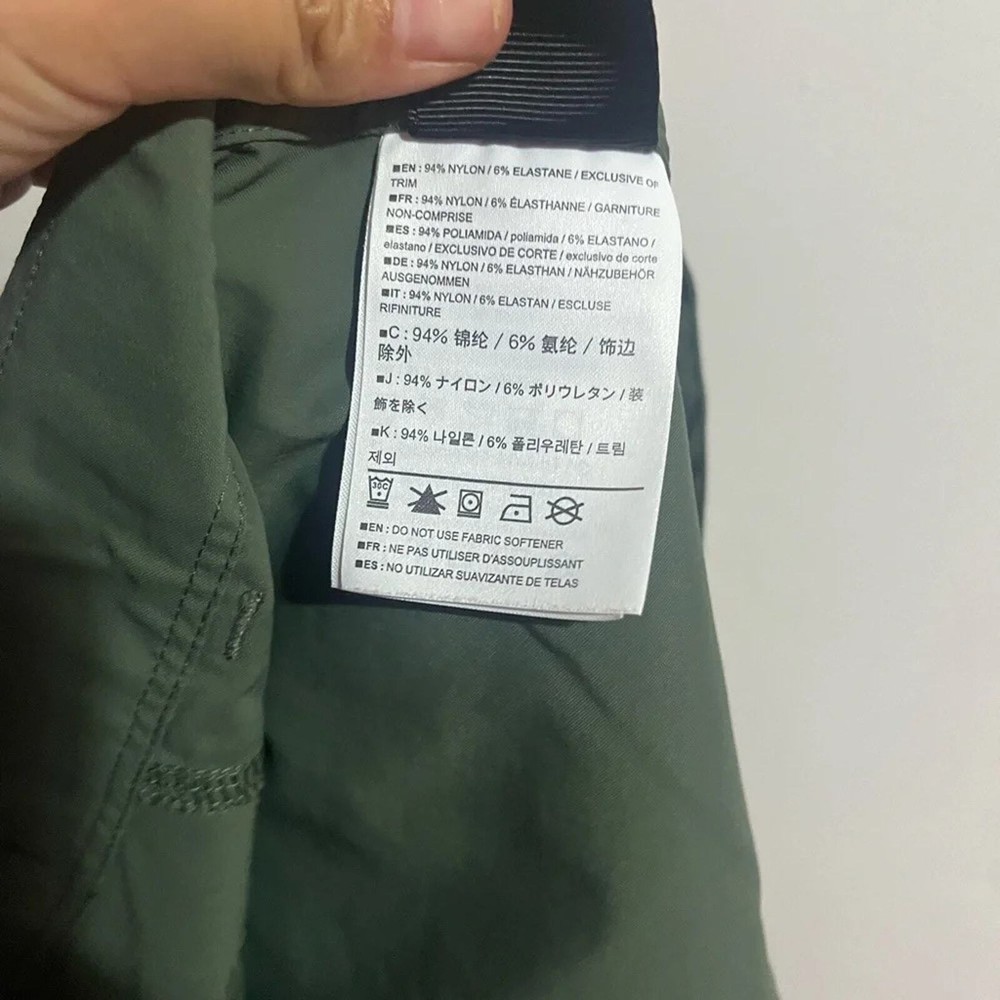 ■EN : 94% NYLON / 6% ELASTANE / EXCLUSIVE OF
TRIM
■FR : 94% NYLON / 6% ÉLASTHANNE / GARNITURE
NON-COMPRISE
■ES : 94% POLIAMIDA / poliamida / 6% ELASTANO /
elastano / EXCLUSIVO DE CORTE / exclusivo de corte
■DE : 94% NYLON / 6% ELASTHAN / NÄHZUBEHÖR
AUSGENOMMEN
■IT : 94% NYLON / 6% ELASTAN / ESCLUSE
RIFINITURE
■C : 94% 锦纶 / 6% 氨纶 / 饰边
除外
■J : 94% ナイロン / 6% ポリウレタン / 装
飾を除く
■K : 94% 나일론 / 6% 폴리우레탄 / 트림
제외
30C
■EN : DO NOT USE FABRIC SOFTENER
■FR : NE PAS UTILISER D'ASSOUPLISSANT
■ES : NO UTILIZAR SUAVIZANTE DE TELAS